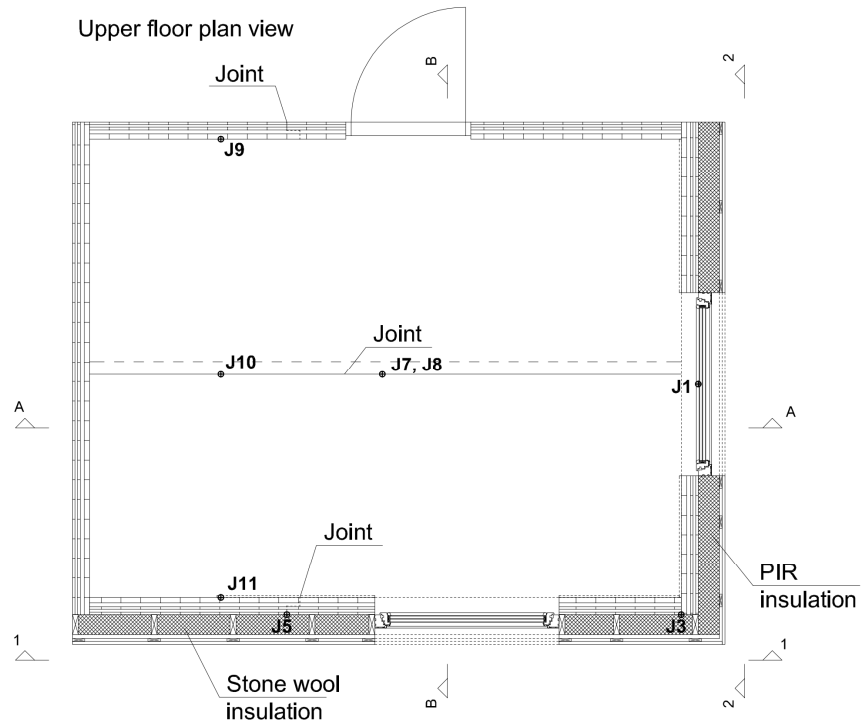 Upper floor plan view
B
2
Joint
J9
Joint
J10
J7, J8
J1
A
A
Joint
J11
PIR
insulation
J5
J3
1
1
Stone wool
insulation
B
2